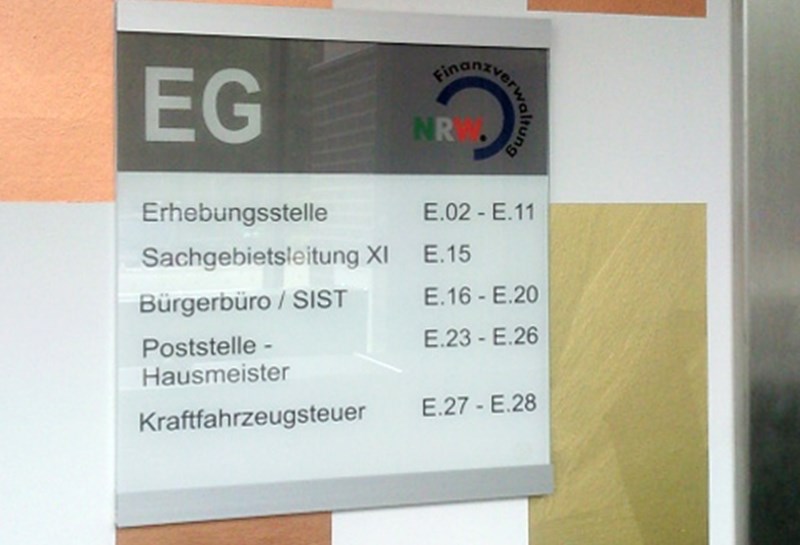 EG
Finanzverwaltung
NRW.
Erhebungsstelle E.02 - E.11
Sachgebietsleitung XI E.15
Bürgerbüro / SIST E.16 - E.20
Poststelle - E.23 - E.26
Hausmeister
Kraftfahrzeugsteuer E.27 - E.28